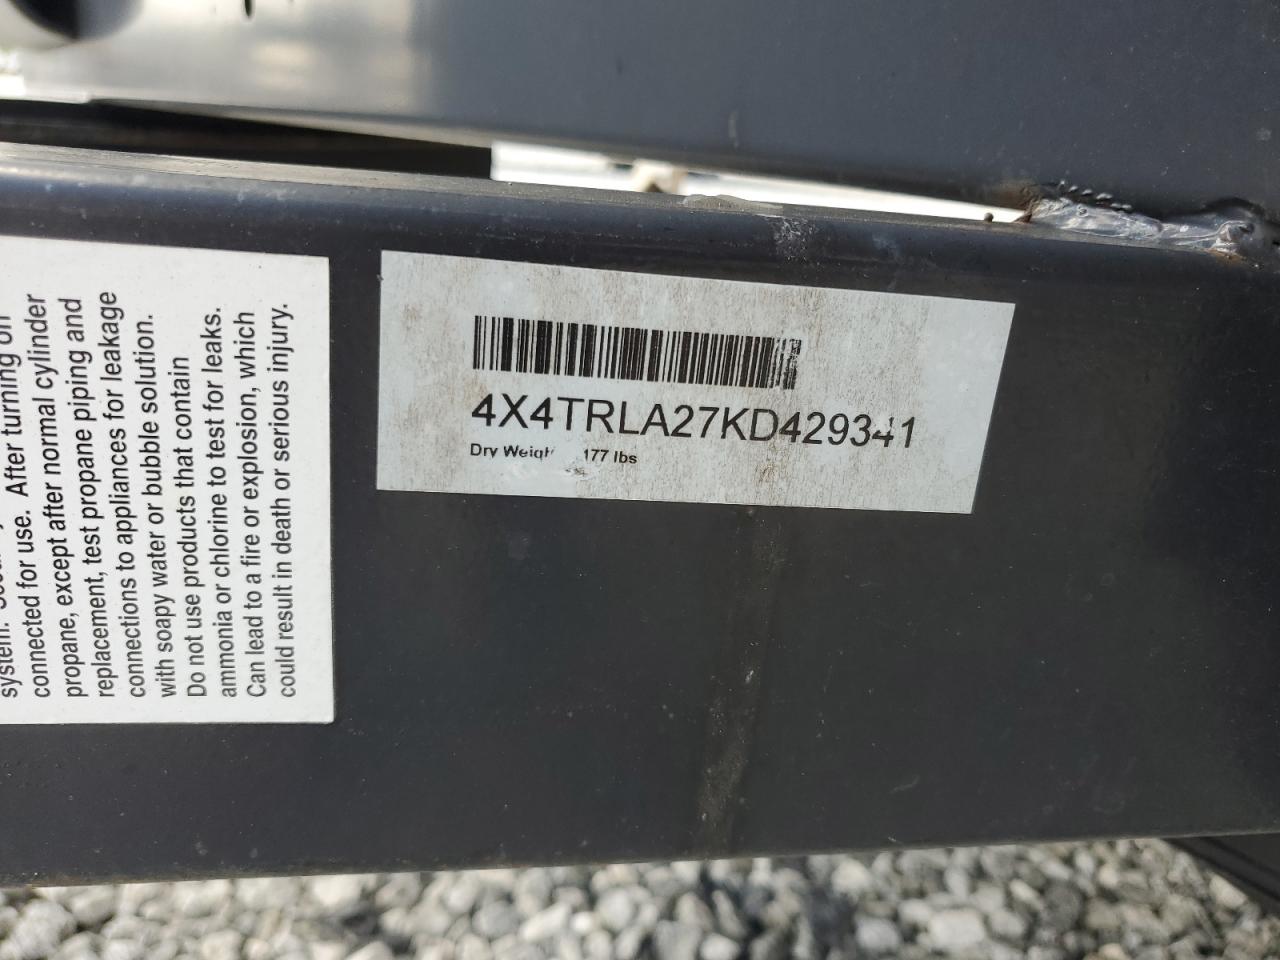 connected for use. After turning on
propane, except after normal cylinder
replacement, test propane piping and
connections to appliances for leakage
with soapy water or bubble solution.
Do not use products that contain
ammonia or chlorine to test for leaks.
Can lead to a fire or explosion, which
could result in death or serious injury.
4X4TRLA27KD429341
Dry 177 lbs